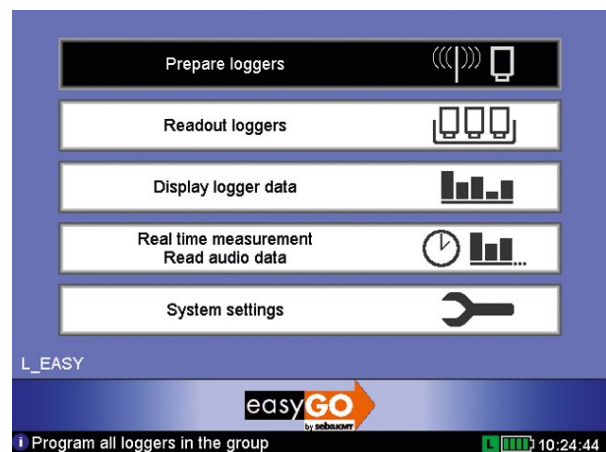 Prepare loggers
Readout loggers
Display logger data
Real time measurement
Read audio data
System settings
L_EASY
easyGO
by sebaKMT
Program all loggers in the group
L 10:24:44